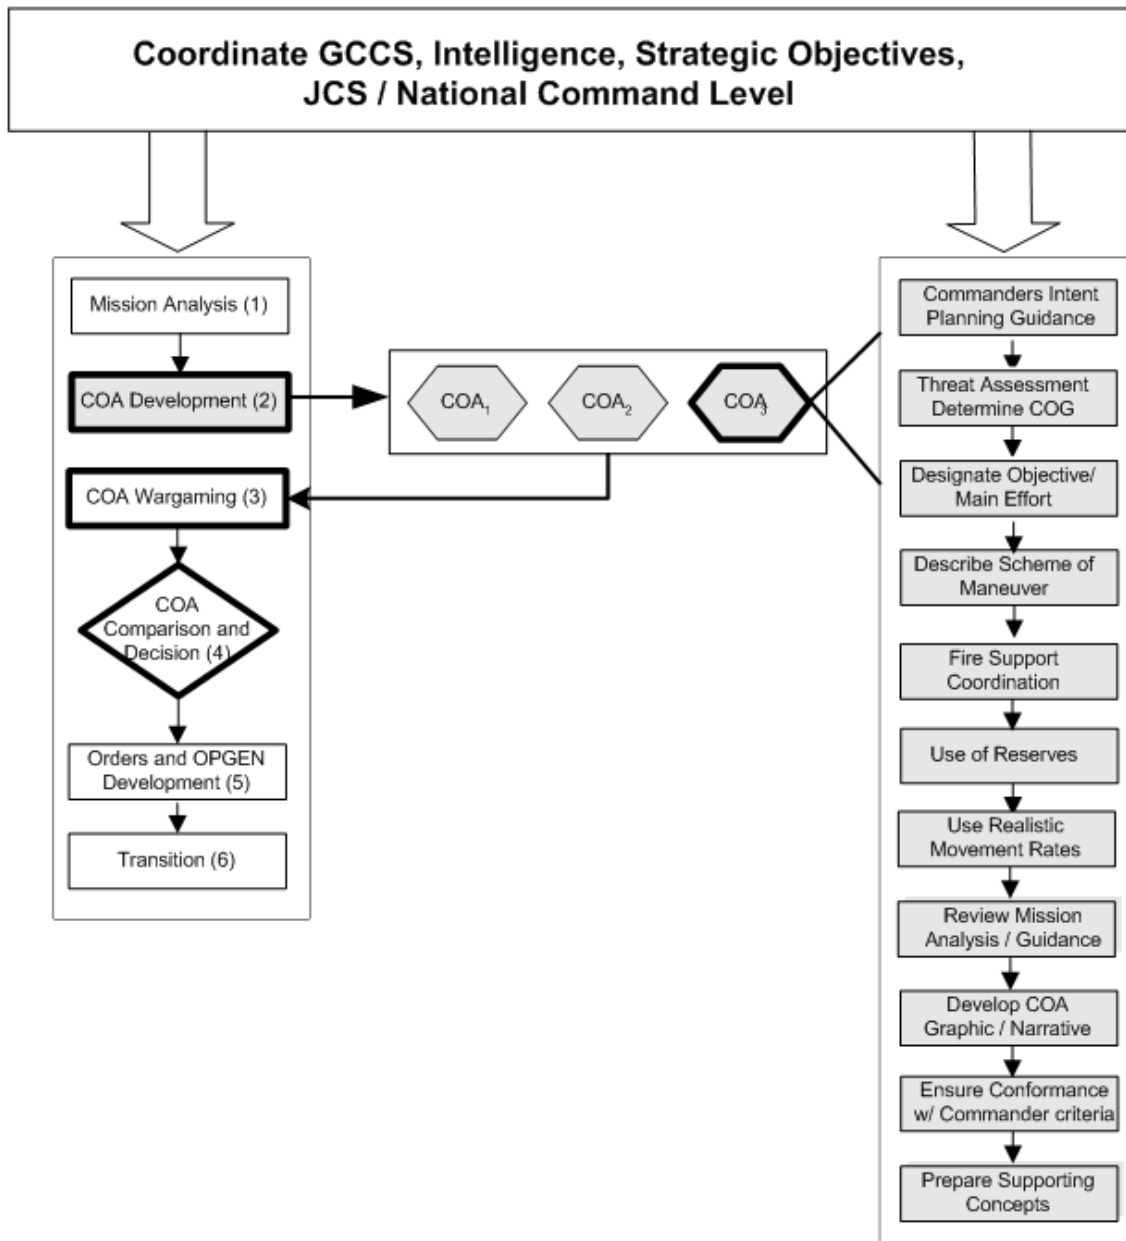 Coordinate GCCS, Intelligence, Strategic Objectives,
JCS / National Command Level
Mission Analysis (1)
COA Development (2)
COA Wargaming (3)
COA
Comparison and
Decision (4)
Orders and OPGEN
Development (5)
Transition (6)
COA1
COA2
COA3
Commanders Intent
Planning Guidance
Threat Assessment
Determine COG
Designate Objective/
Main Effort
Describe Scheme of
Maneuver
Fire Support
Coordination
Use of Reserves
Use Realistic
Movement Rates
Review Mission
Analysis / Guidance
Develop COA
Graphic / Narrative
Ensure Conformance
w/ Commander criteria
Prepare Supporting
Concepts